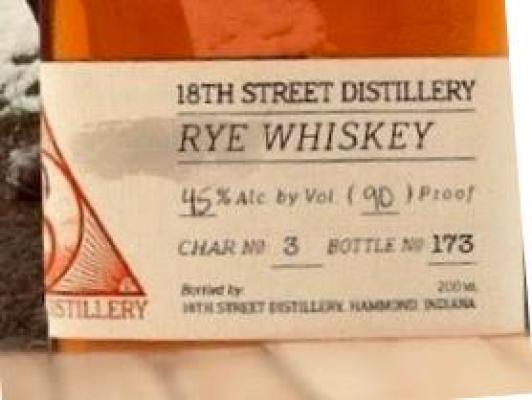 18TH STREET DISTILLERY
RYE WHISKEY
45% Alc. by Vol. (90) Proof
CHAR Nº 3 BOTTLE Nº 173
Bottled by 200 ML
18TH STREET DISTILLERY, HAMMOND, INDIANA
DISTILLERY